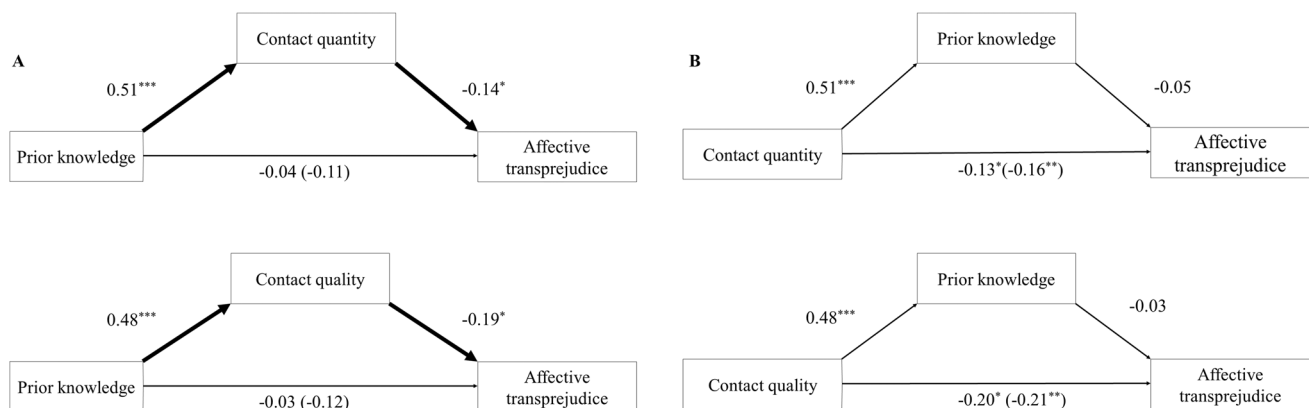 A
Contact quantity
0.51***
-0.14*
Prior knowledge
Affective
transprejudice
-0.04 (-0.11)
Contact quality
0.48***
-0.19*
Prior knowledge
Affective
transprejudice
-0.03 (-0.12)
B
Prior knowledge
0.51***
-0.05
Contact quantity
Affective
transprejudice
-0.13*(-0.16**)
Prior knowledge
0.48***
-0.03
Contact quality
Affective
transprejudice
-0.20* (-0.21**)